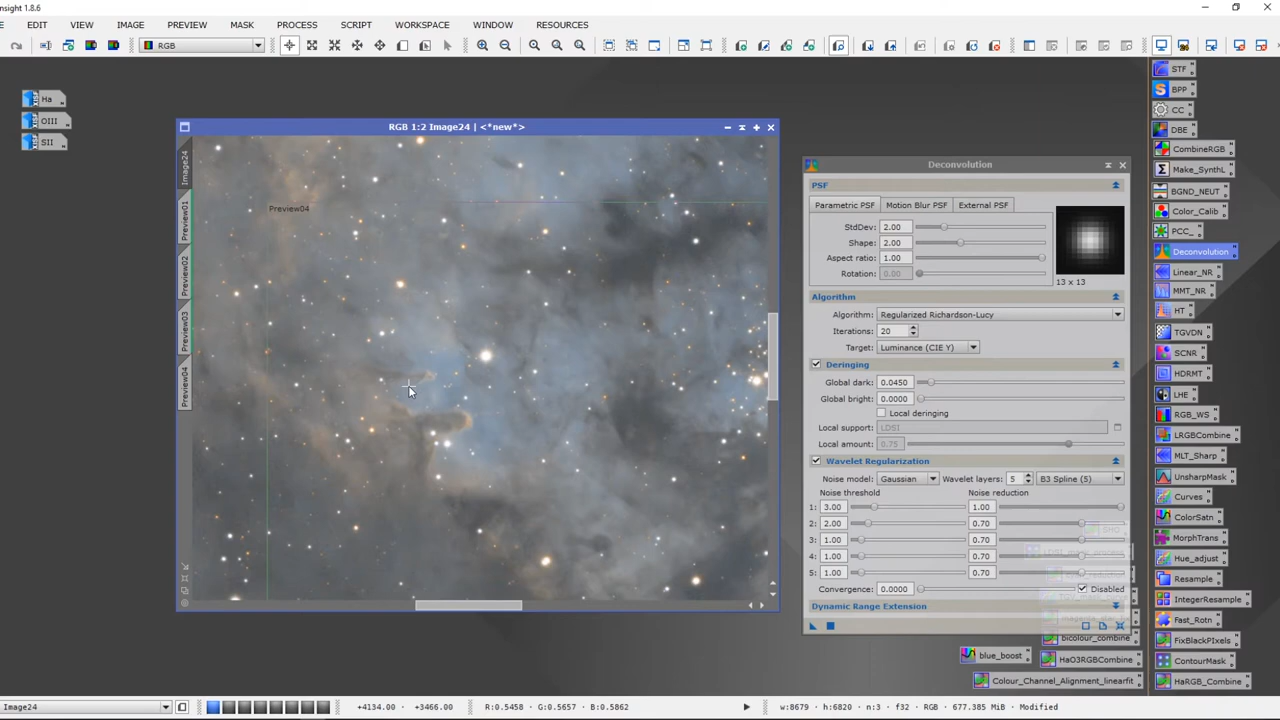 nsight 1.8.6
E EDIT VIEW IMAGE PREVIEW MASK PROCESS SCRIPT WORKSPACE WINDOW RESOURCES
RGB
Ha
OIII
SII
RGB 1:2 Image24 | <*new*>
Image24
Preview01
Preview02
Preview03
Preview04
Preview04
Deconvolution
PSF
Parametric PSF Motion Blur PSF External PSF
StdDev: 2.00
Shape: 2.00
Aspect ratio: 1.00
Rotation: 0.00
13 x 13
Algorithm
Algorithm: Regularized Richardson-Lucy
Iterations: 20
Target: Luminance (CIE Y)
Deringing
Global dark: 0.0450
Global bright: 0.0000
Local deringing
Local support: LDSI
Local amount: 0.75
Wavelet Regularization
Noise model: Gaussian Wavelet layers: 5 B3 Spline (5)
Noise threshold Noise reduction
1: 3.00 1.00
2: 2.00 0.70
3: 1.00 0.70
4: 1.00 0.70
5: 1.00 0.70
Convergence: 0.0000 Disabled
Dynamic Range Extension
STF
BPP
CC
DBE
CombineRGB
Make_SynthL
BGND_NEUT
Color_Calib
PCC_
Deconvolution
Linear_NR
MMT_NR
HT
TGVDN
SCNR
HDRMT
LHE
RGB_WS
LRGBCombine
MLT_Sharp
UnsharpMask
Curves
ColorSatn
MorphTrans
Hue_adjust
Resample
IntegerResample
Fast_Rotn
bicolour_combine FixBlackPIxels
blue_boost HaO3RGBCombine ContourMask
Colour_Channel_Alignment_linearfit HaRGB_Combine
Image24 +4134.00 +3466.00 R:0.5458 G:0.5657 B:0.5862 w:8679 · h:6820 · n:3 · f32 · RGB · 677.385 MiB · Modified